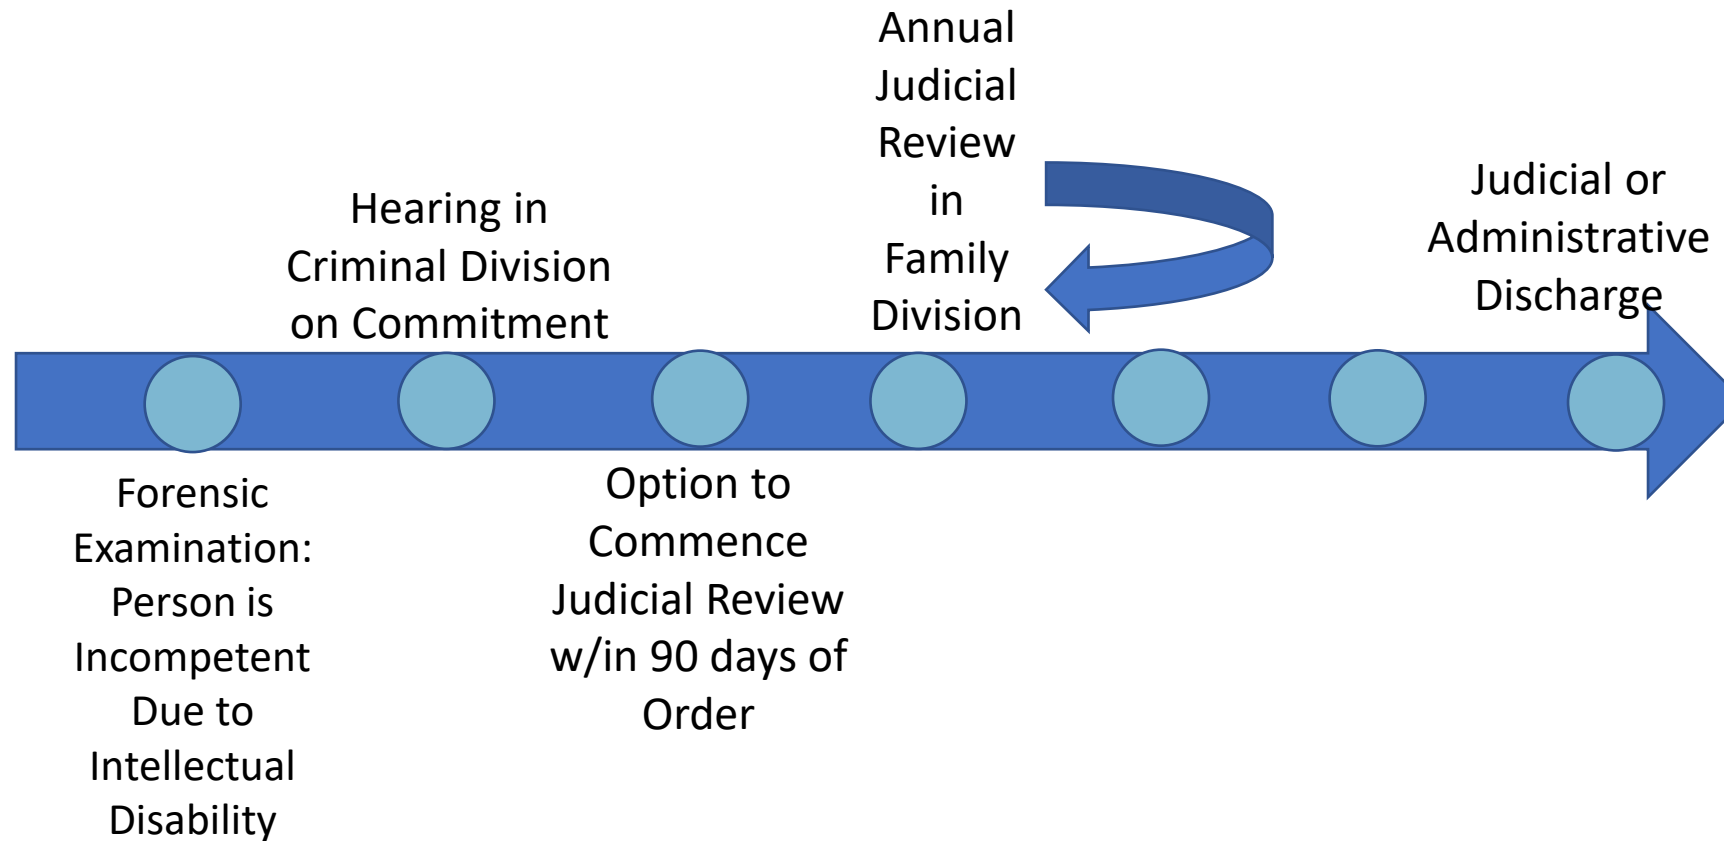 Forensic
Examination:
Person is
Incompetent
Due to
Intellectual
Disability
Hearing in
Criminal Division
on Commitment
Option to
Commence
Judicial Review
w/in 90 days of
Order
Annual
Judicial
Review
in
Family
Division
Judicial or
Administrative
Discharge